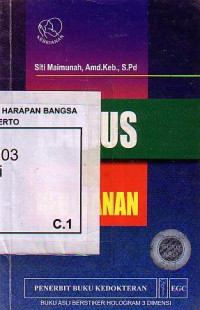 KEBIDANAN
Siti Maimunah, Amd.Keb., S.Pd
HARAPAN BANGSA
ERTO
US
03
i
ANAN
C.1
PENERBIT BUKU KEDOKTERAN
EGC
BUKU ASLI BERSTIKER HOLOGRAM 3 DIMENSI